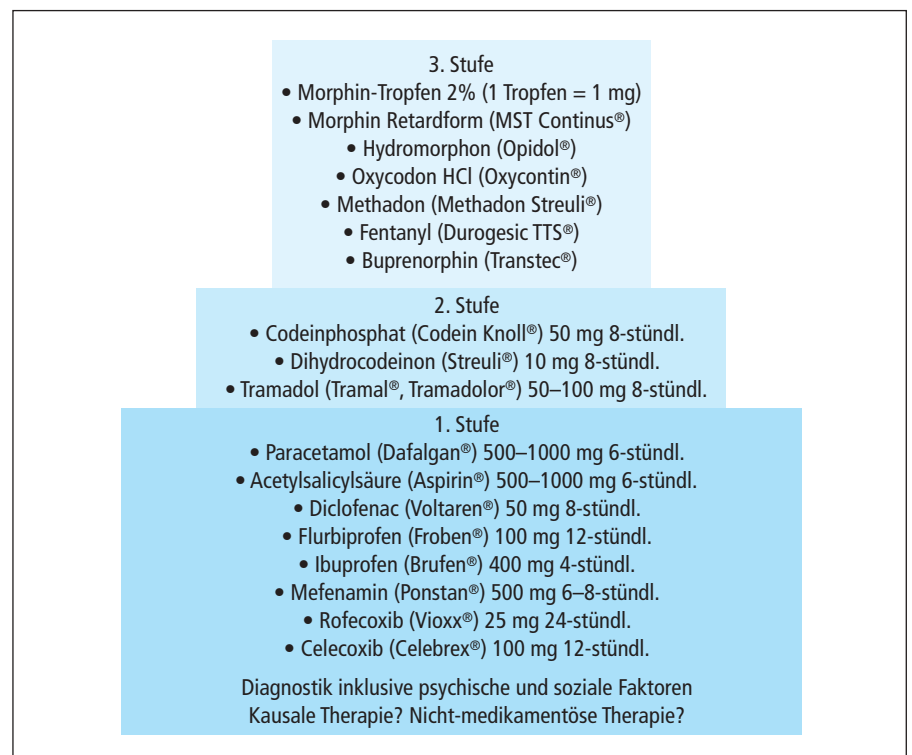 3. Stufe
• Morphin-Tropfen 2% (1 Tropfen = 1 mg)
• Morphin Retardform (MST Continus®)
• Hydromorphon (Opidol®)
• Oxycodon HCl (Oxycontin®)
• Methadon (Methadon Streuli®)
• Fentanyl (Durogesic TTS®)
• Buprenorphin (Transtec®)
2. Stufe
• Codeinphosphat (Codein Knoll®) 50 mg 8-stündl.
• Dihydrocodeinon (Streuli®) 10 mg 8-stündl.
• Tramadol (Tramal®, Tramadolor®) 50–100 mg 8-stündl.
1. Stufe
• Paracetamol (Dafalgan®) 500–1000 mg 6-stündl.
• Acetylsalicylsäure (Aspirin®) 500–1000 mg 6-stündl.
• Diclofenac (Voltaren®) 50 mg 8-stündl.
• Flurbiprofen (Froben®) 100 mg 12-stündl.
• Ibuprofen (Brufen®) 400 mg 4-stündl.
• Mefenamin (Ponstan®) 500 mg 6–8-stündl.
• Rofecoxib (Vioxx®) 25 mg 24-stündl.
• Celecoxib (Celebrex®) 100 mg 12-stündl.
Diagnostik inklusive psychische und soziale Faktoren
Kausale Therapie? Nicht-medikamentöse Therapie?